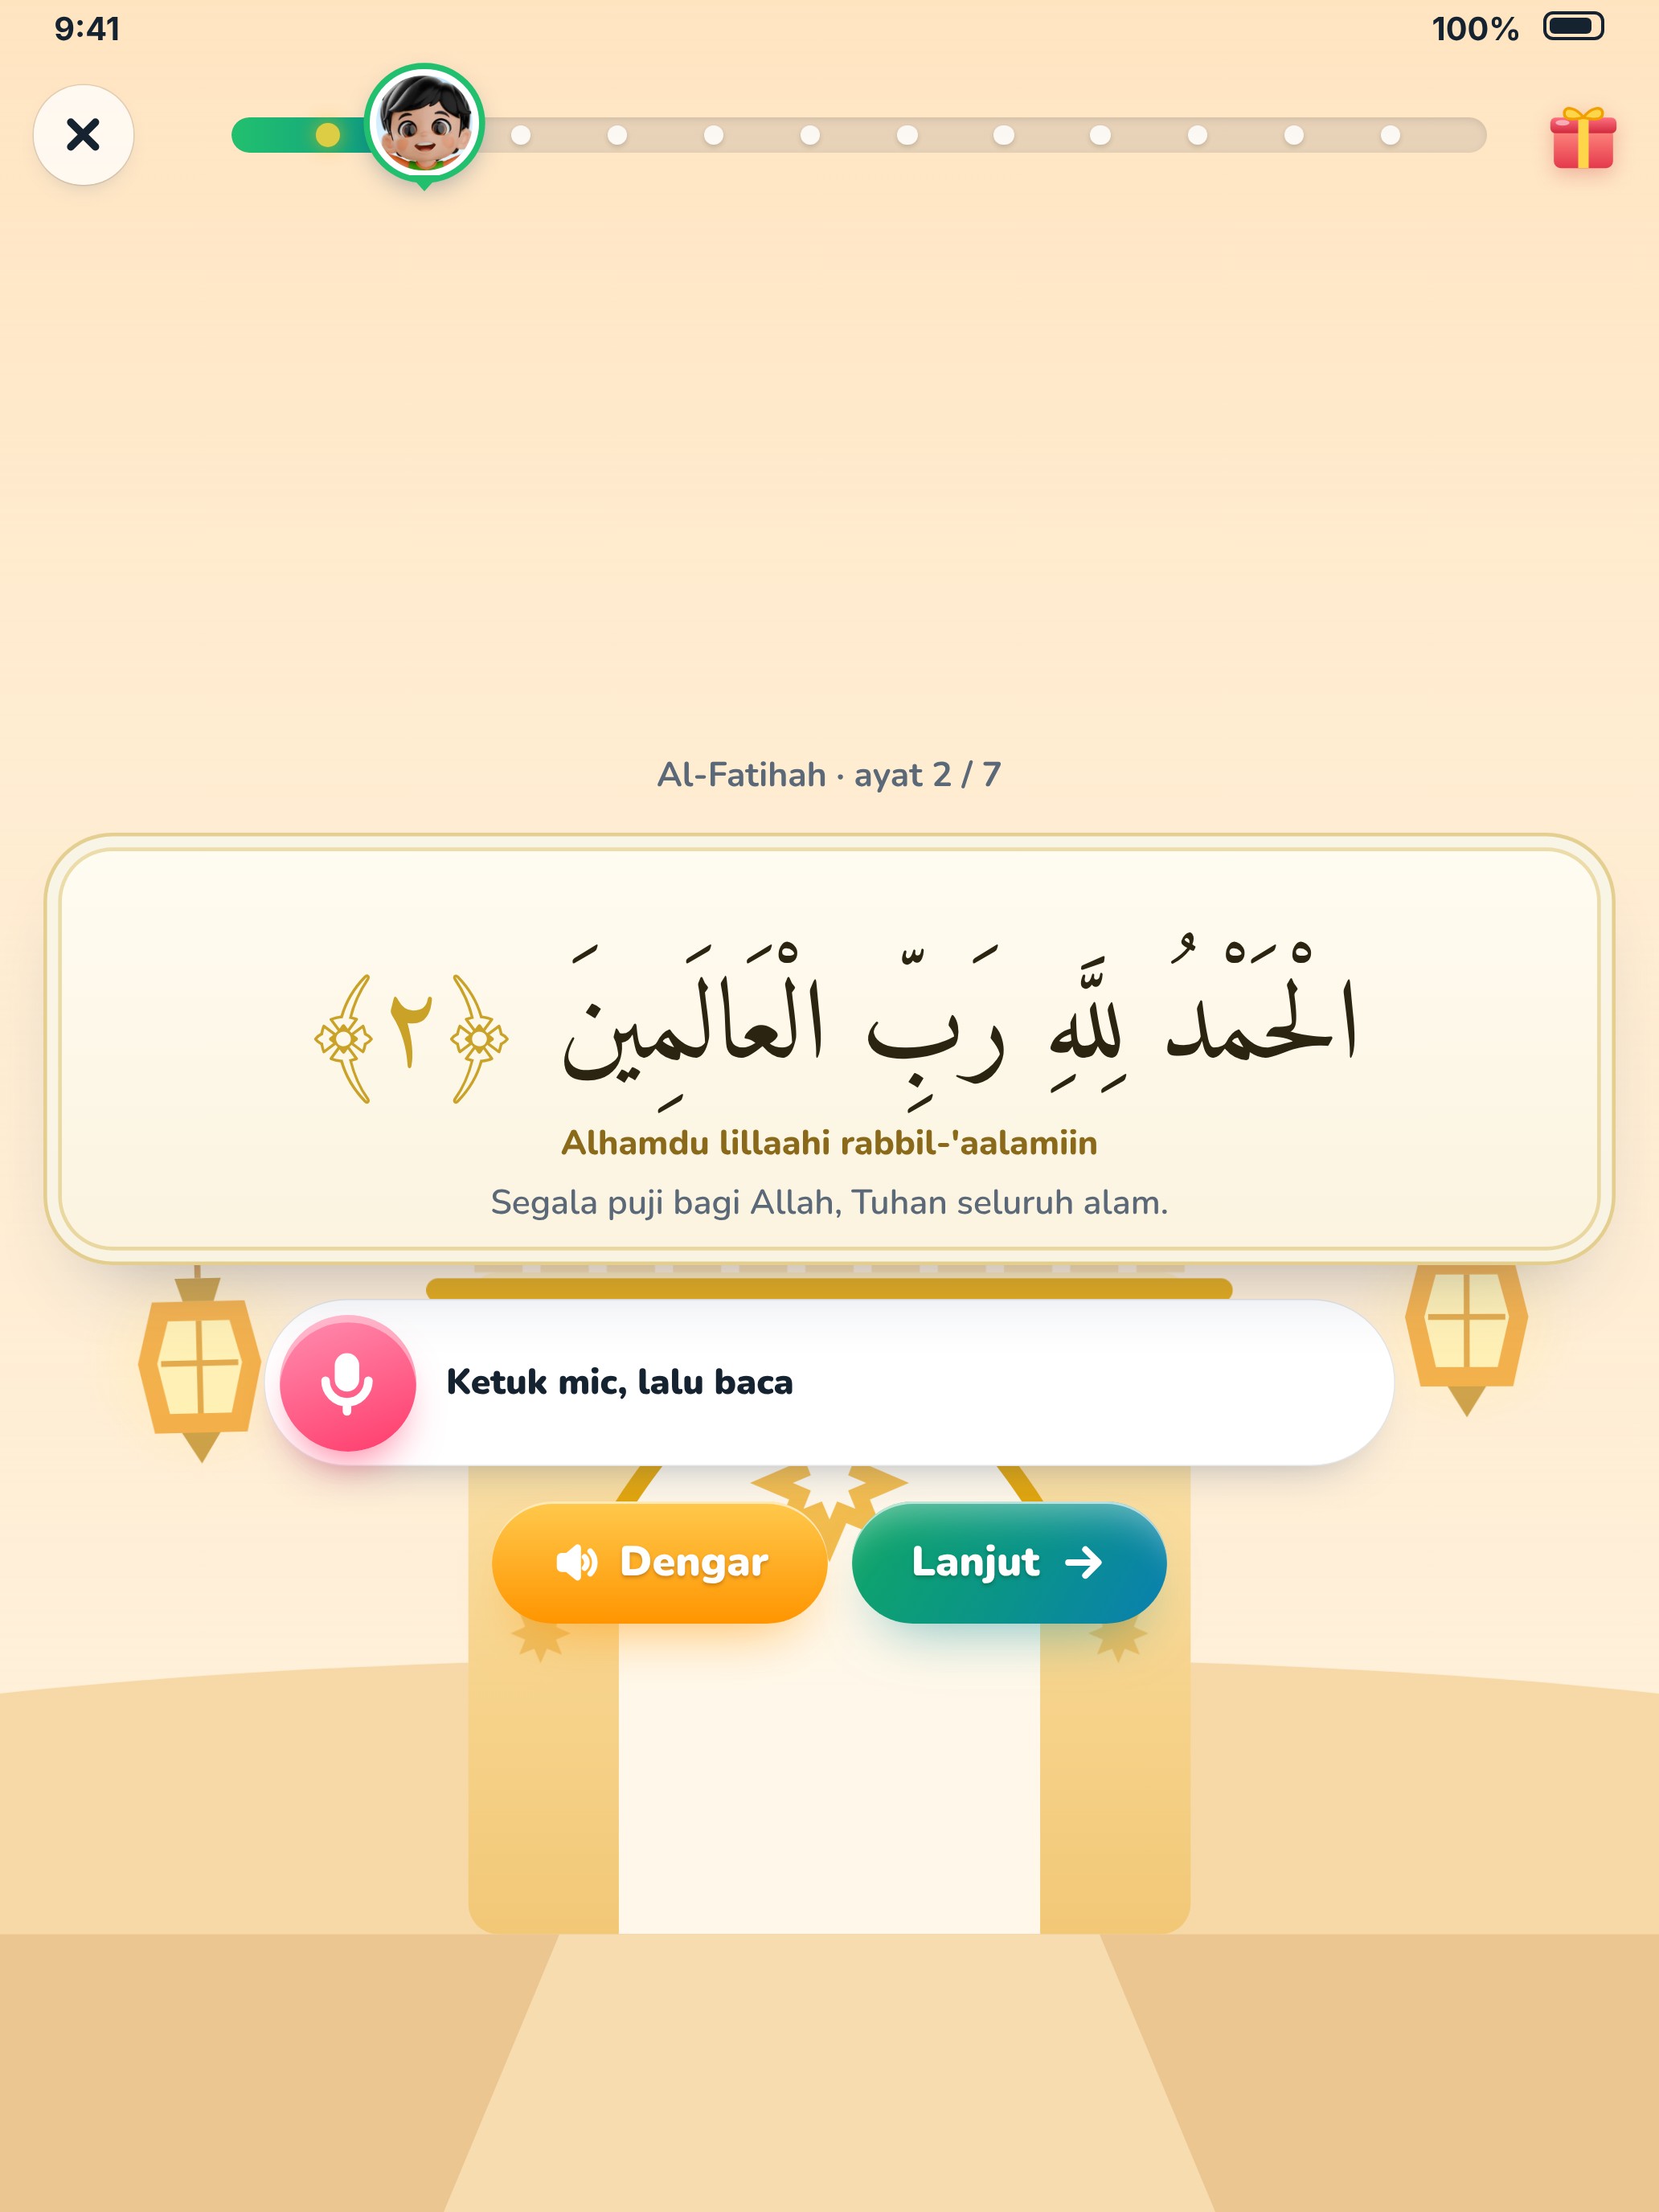 9:41
100%
Al-Fatihah · ayat 2 / 7
الْحَمْدُ لِلَّهِ رَبِّ الْعَالَمِينَ ﴿٢﴾
Alhamdu lillaahi rabbil-'aalamiin
Segala puji bagi Allah, Tuhan seluruh alam.
Ketuk mic, lalu baca
Dengar
Lanjut